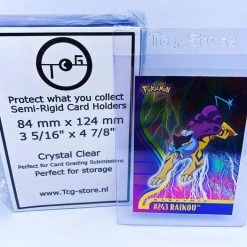 TCG
Protect what you collect
Semi-Rigid Card Holders
84 mm x 124 mm
3 5/16" x 4 7/8"
Crystal Clear
Perfect for Card Grading Submissions
Perfect for storage
www.Tcg-store.nl
Tcg-Store
POKéMON
#243 RAIKOU™